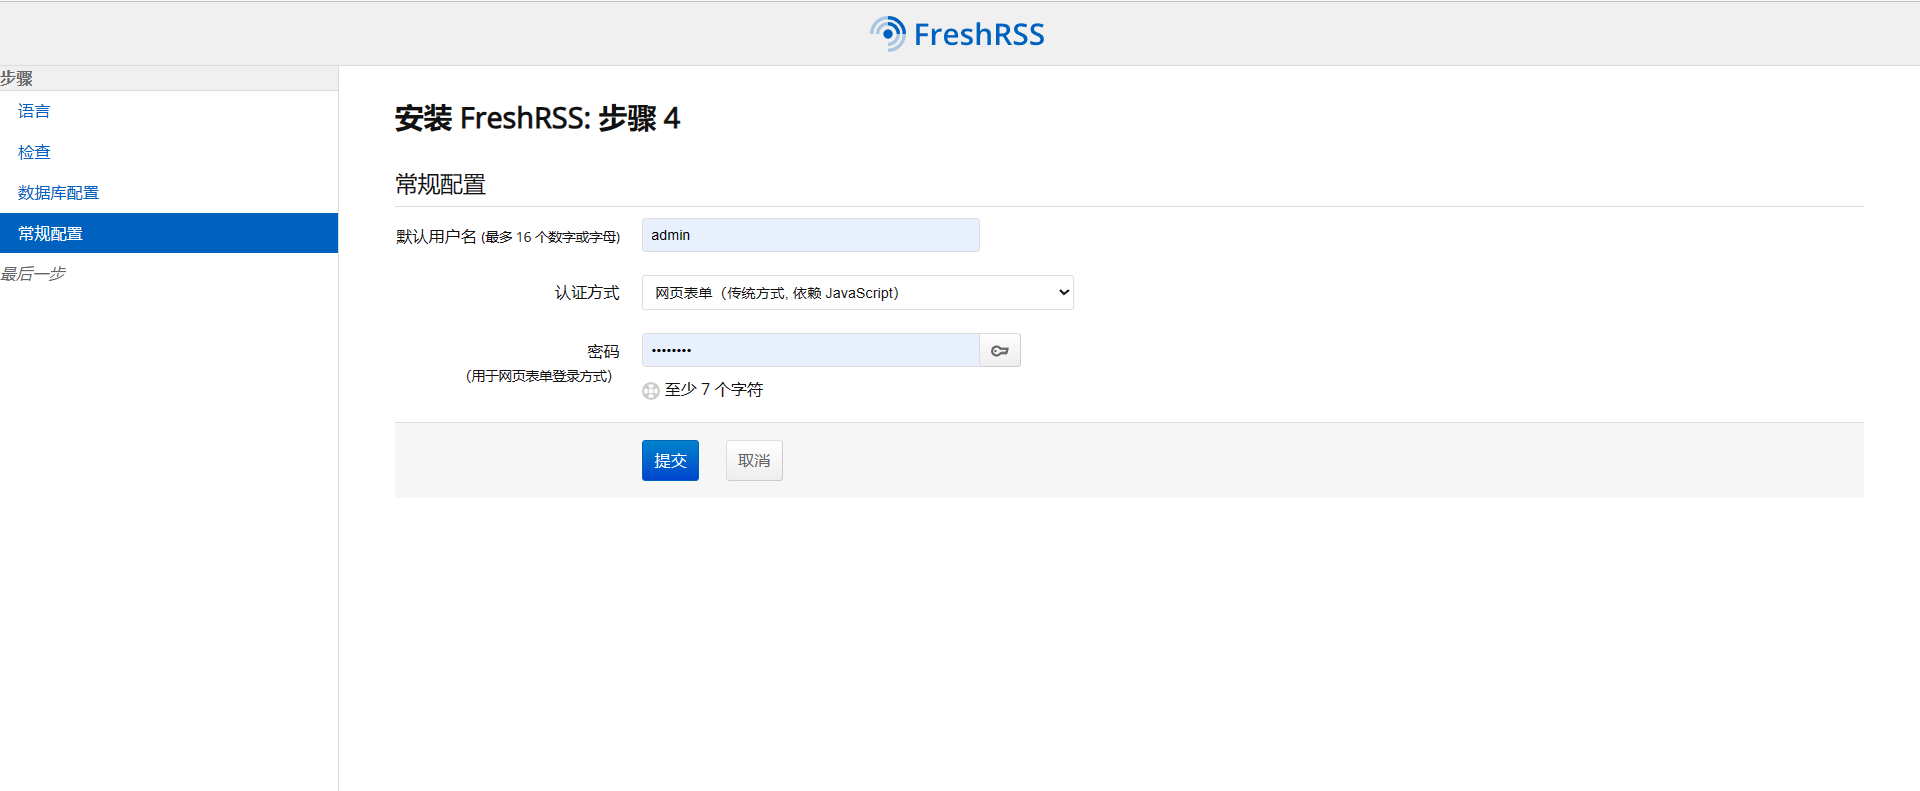 FreshRSS
步骤
语言
检查
数据库配置
常规配置
最后一步
安装 FreshRSS: 步骤 4
常规配置
默认用户名 (最多 16 个数字或字母)
admin
认证方式
网页表单（传统方式, 依赖 JavaScript）
密码
（用于网页表单登录方式）
••••••••
至少 7 个字符
提交
取消